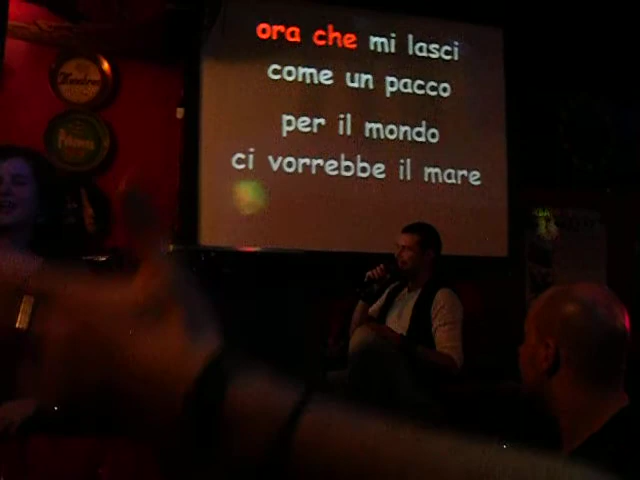 ora che mi lasci
come un pacco
per il mondo
ci vorrebbe il mare